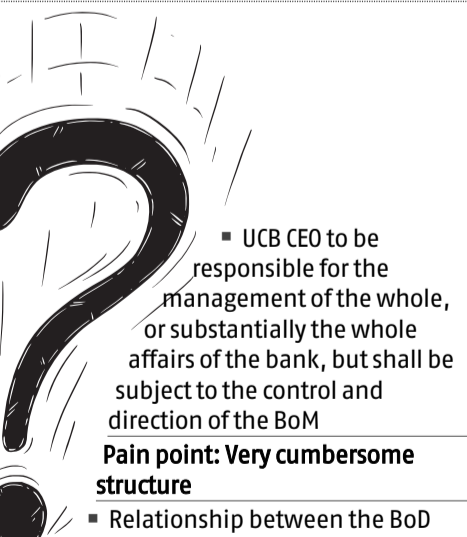 ▪ UCB CEO to be
responsible for the
management of the whole,
or substantially the whole
affairs of the bank, but shall be
subject to the control and
direction of the BoM
Pain point: Very cumbersome
structure
▪ Relationship between the BoD